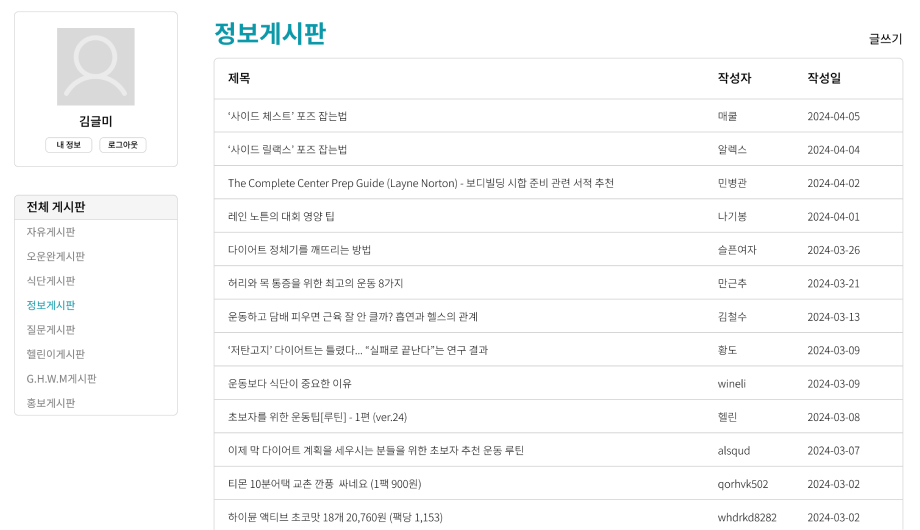 김글미
내 정보 로그아웃
전체 게시판
자유게시판
오운완게시판
식단게시판
정보게시판
질문게시판
헬린이게시판
G.H.W.M게시판
홍보게시판
정보게시판
글쓰기
제목 작성자 작성일
‘사이드 체스트’ 포즈 잡는법 매쿨 2024-04-05
‘사이드 릴랙스’ 포즈 잡는법 알렉스 2024-04-04
The Complete Center Prep Guide (Layne Norton) - 보디빌딩 시합 준비 관련 서적 추천 민병관 2024-04-02
레인 노튼의 대회 영양 팁 나기봉 2024-04-01
다이어트 정체기를 깨뜨리는 방법 슬픈여자 2024-03-26
허리와 목 통증을 위한 최고의 운동 8가지 만근추 2024-03-21
운동하고 담배 피우면 근육 잘 안 클까? 흡연과 헬스의 관계 김철수 2024-03-13
‘저탄고지’ 다이어트는 틀렸다... “실패로 끝난다”는 연구 결과 황도 2024-03-09
운동보다 식단이 중요한 이유 wineli 2024-03-09
초보자를 위한 운동팁[루틴] - 1편 (ver.24) 헬린 2024-03-08
이제 막 다이어트 계획을 세우시는 분들을 위한 초보자 추천 운동 루틴 alsqud 2024-03-07
티몬 10분어택 교촌 깐풍 싸네요 (1팩 900원) qorhvk502 2024-03-02
하이뮨 액티브 초코맛 18개 20,760원 (팩당 1,153) whdrkd8282 2024-03-02